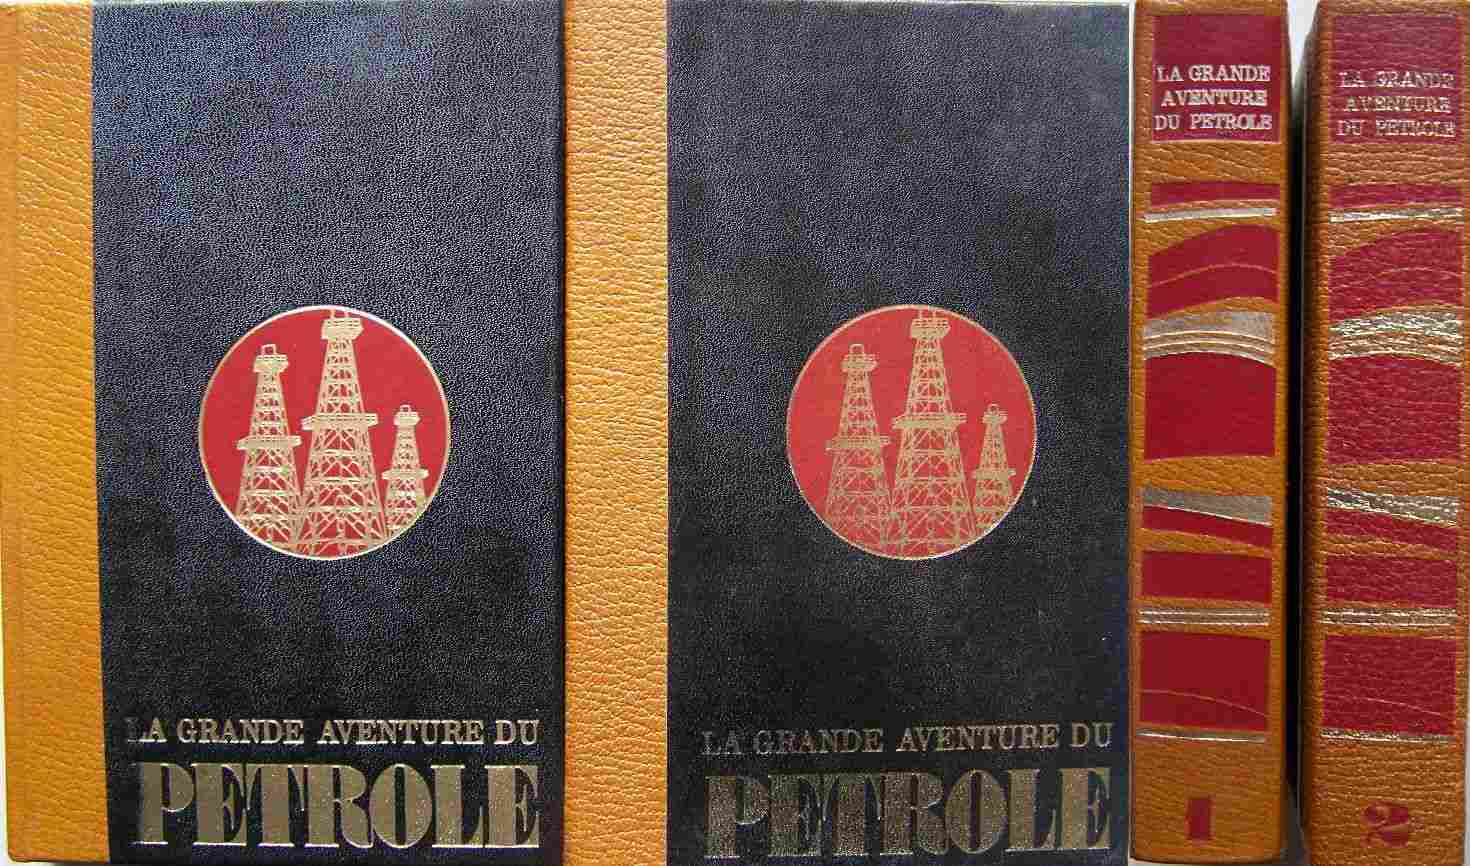 LA GRANDE AVENTURE DU
PETROLE
LA GRANDE AVENTURE DU
PETROLE
LA GRANDE
AVENTURE
DU PETROLE
1
LA GRANDE
AVENTURE
DU PETROLE
2